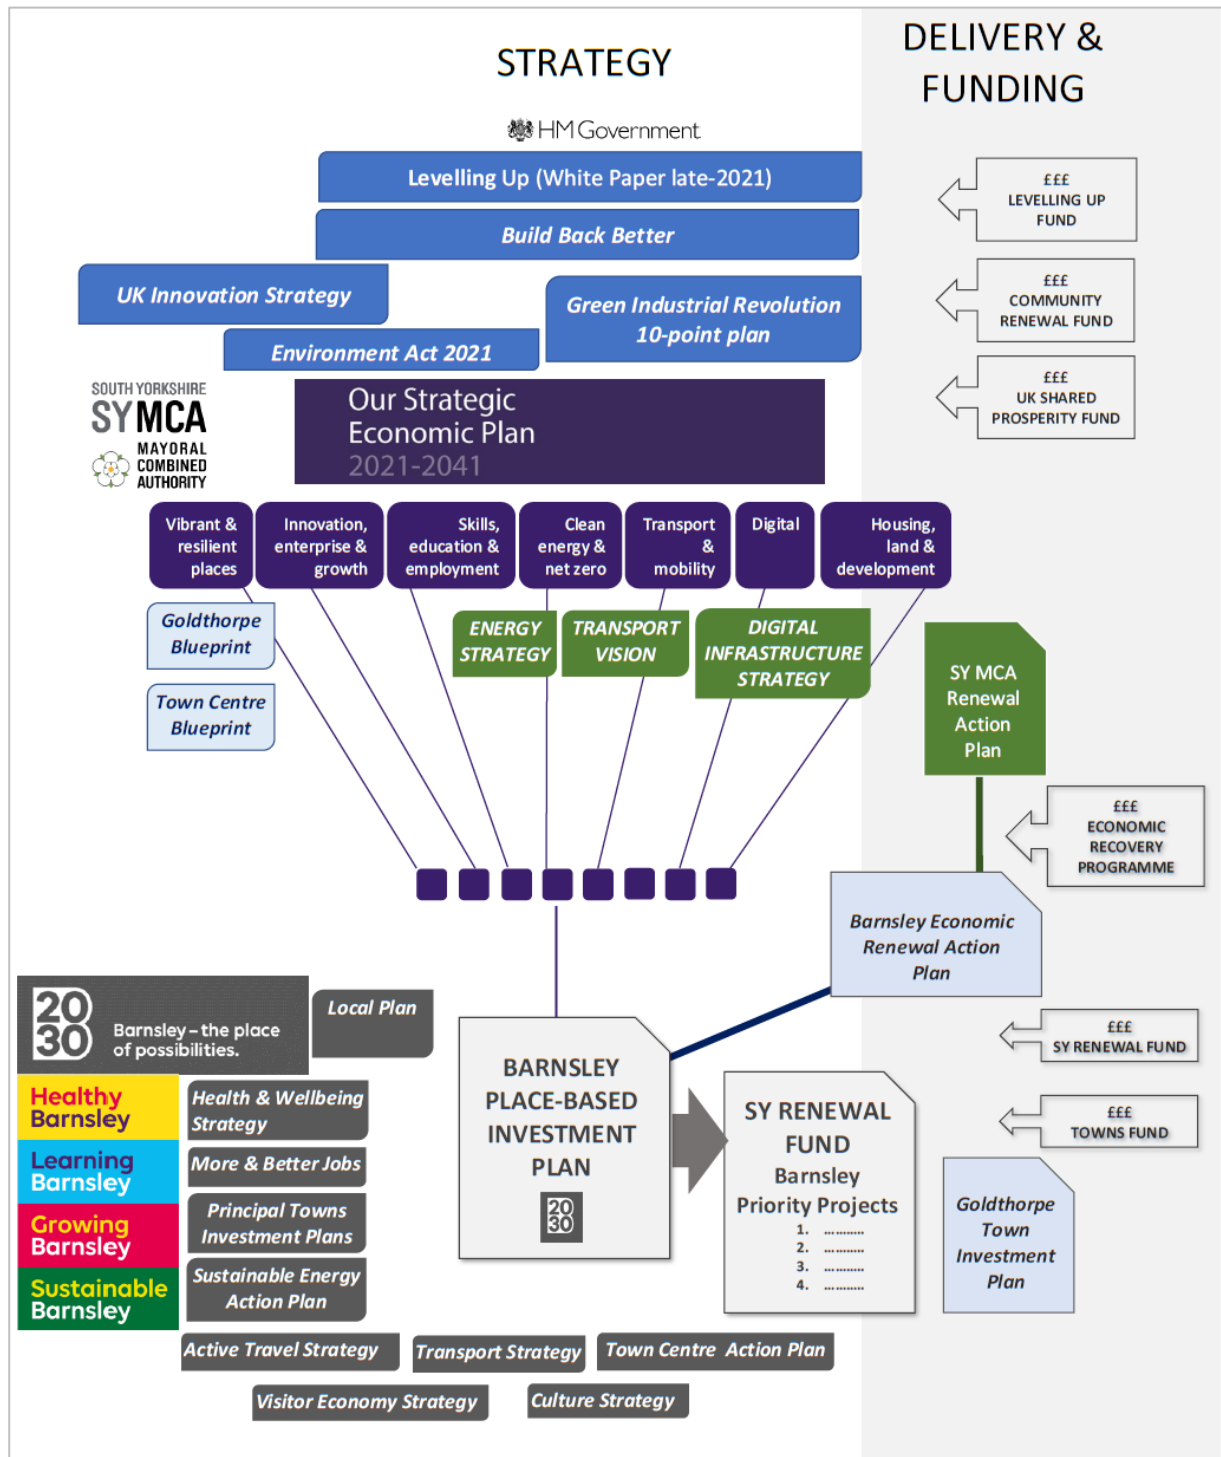 STRATEGY
DELIVERY &
FUNDING
HM Government
Levelling Up (White Paper late-2021)
£££
LEVELLING UP
FUND
Build Back Better
UK Innovation Strategy
Green Industrial Revolution
10-point plan
£££
COMMUNITY
RENEWAL FUND
Environment Act 2021
SOUTH YORKSHIRE
SYMCA
MAYORAL
COMBINED
AUTHORITY
Our Strategic
Economic Plan
2021-2041
£££
UK SHARED
PROSPERITY FUND
Vibrant &
resilient
places
Innovation,
enterprise &
growth
Skills,
education &
employment
Clean
energy &
net zero
Transport
&
mobility
Digital
Housing,
land &
development
Goldthorpe
Blueprint
ENERGY
STRATEGY
TRANSPORT
VISION
DIGITAL
INFRASTRUCTURE
STRATEGY
SY MCA
Renewal
Action
Plan
Town Centre
Blueprint
£££
ECONOMIC
RECOVERY
PROGRAMME
Barnsley Economic
Renewal Action
Plan
20
30
Barnsley – the place
of possibilities.
Local Plan
£££
SY RENEWAL FUND
Healthy
Barnsley
Health & Wellbeing
Strategy
Learning
Barnsley
More & Better Jobs
Growing
Barnsley
Principal Towns
Investment Plans
Sustainable
Barnsley
Sustainable Energy
Action Plan
BARNSLEY
PLACE-BASED
INVESTMENT
PLAN
20
30
SY RENEWAL
FUND
Barnsley
Priority Projects
1. ...........
2. ...........
3. ...........
4. ...........
£££
TOWNS FUND
Goldthorpe
Town
Investment
Plan
Active Travel Strategy
Transport Strategy
Town Centre Action Plan
Visitor Economy Strategy
Culture Strategy